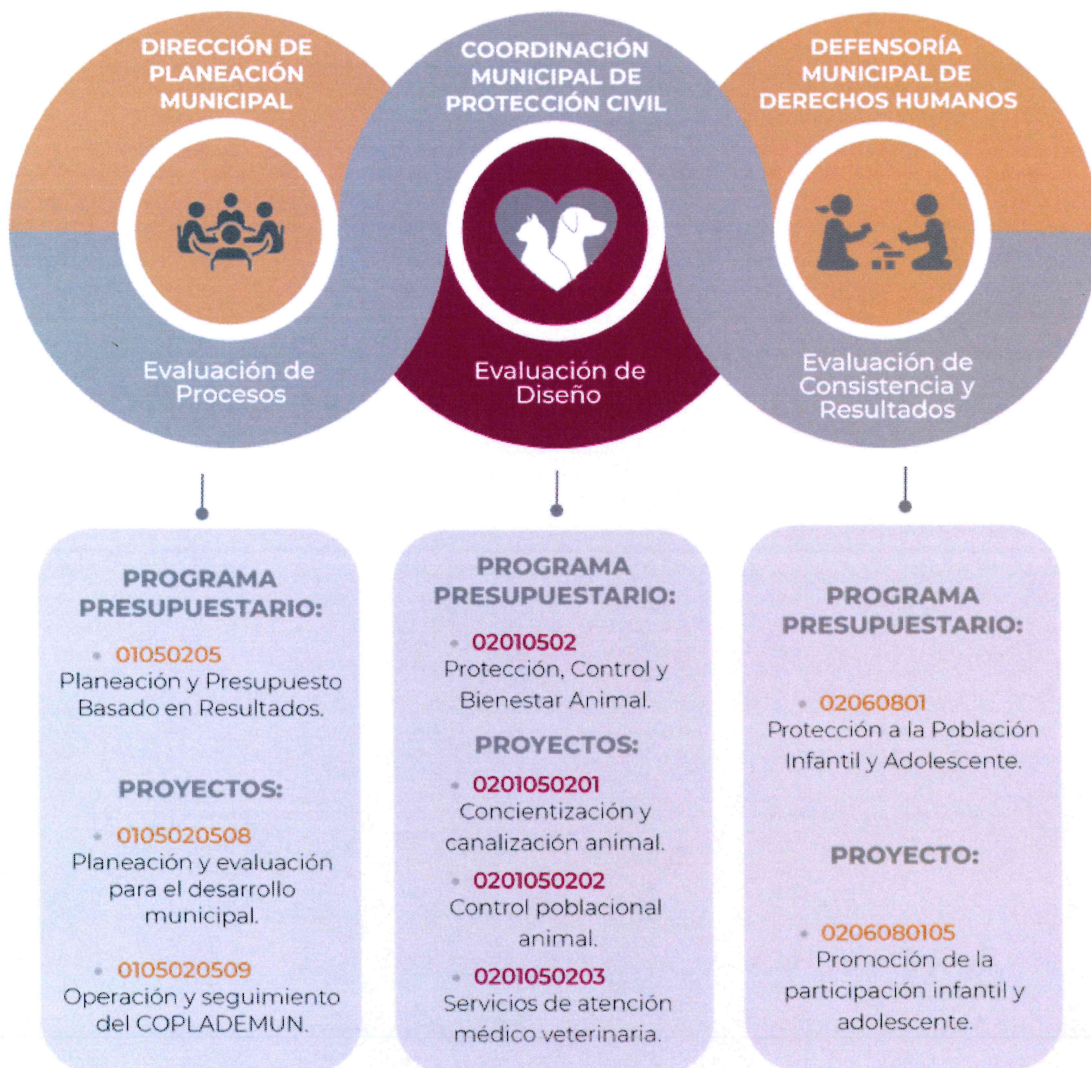 DIRECCIÓN DE
PLANEACIÓN
MUNICIPAL
Evaluación de
Procesos
COORDINACIÓN
MUNICIPAL DE
PROTECCIÓN CIVIL
Evaluación de
Diseño
DEFENSORÍA
MUNICIPAL DE
DERECHOS HUMANOS
Evaluación de
Consistencia y
Resultados
PROGRAMA
PRESUPUESTARIO:
• 01050205
Planeación y Presupuesto
Basado en Resultados.
PROYECTOS:
• 0105020508
Planeación y evaluación
para el desarrollo
municipal.
• 0105020509
Operación y seguimiento
del COPLADEMUN.
PROGRAMA
PRESUPUESTARIO:
• 02010502
Protección, Control y
Bienestar Animal.
PROYECTOS:
• 0201050201
Concientización y
canalización animal.
• 0201050202
Control poblacional
animal.
• 0201050203
Servicios de atención
médico veterinaria.
PROGRAMA
PRESUPUESTARIO:
• 02060801
Protección a la Población
Infantil y Adolescente.
PROYECTO:
• 0206080105
Promoción de la
participación infantil y
adolescente.